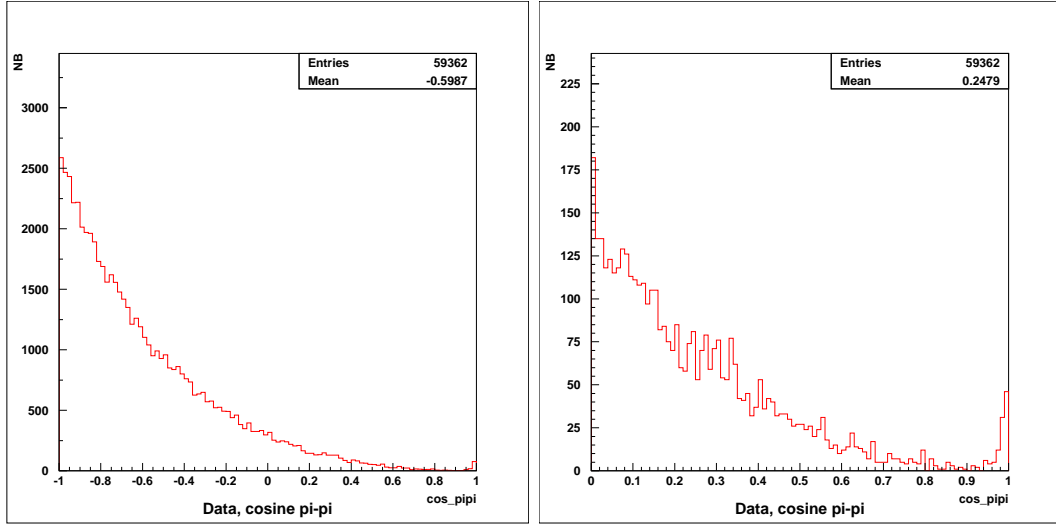 NB
Entries 59362
Mean -0.5987
3000
2500
2000
1500
1000
500
0
-1 -0.8 -0.6 -0.4 -0.2 0 0.2 0.4 0.6 0.8 1
cos_pipi
Data, cosine pi-pi
NB
Entries 59362
Mean 0.2479
225
200
175
150
125
100
75
50
25
0
0 0.1 0.2 0.3 0.4 0.5 0.6 0.7 0.8 0.9 1
cos_pipi
Data, cosine pi-pi